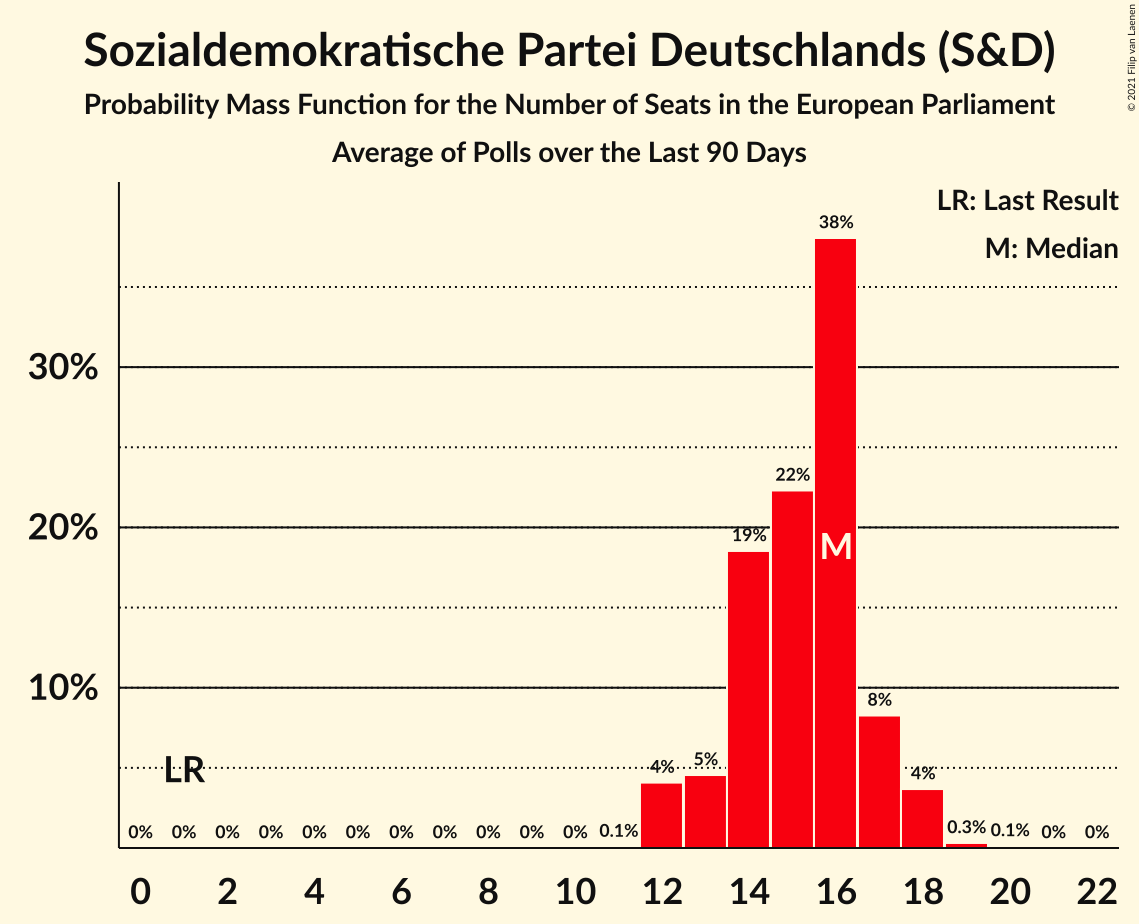 Sozialdemokratische Partei Deutschlands (S&D)
Probability Mass Function for the Number of Seats in the European Parliament
Average of Polls over the Last 90 Days
© 2021 Filip van Laenen
LR: Last Result
M: Median
38%
30%
22%
20%
19%
M
10%
8%
LR
4%
5%
4%
0% 0% 0% 0% 0% 0% 0% 0% 0% 0% 0% 0.1% 0.3% 0.1% 0% 0%
0 2 4 6 8 10 12 14 16 18 20 22